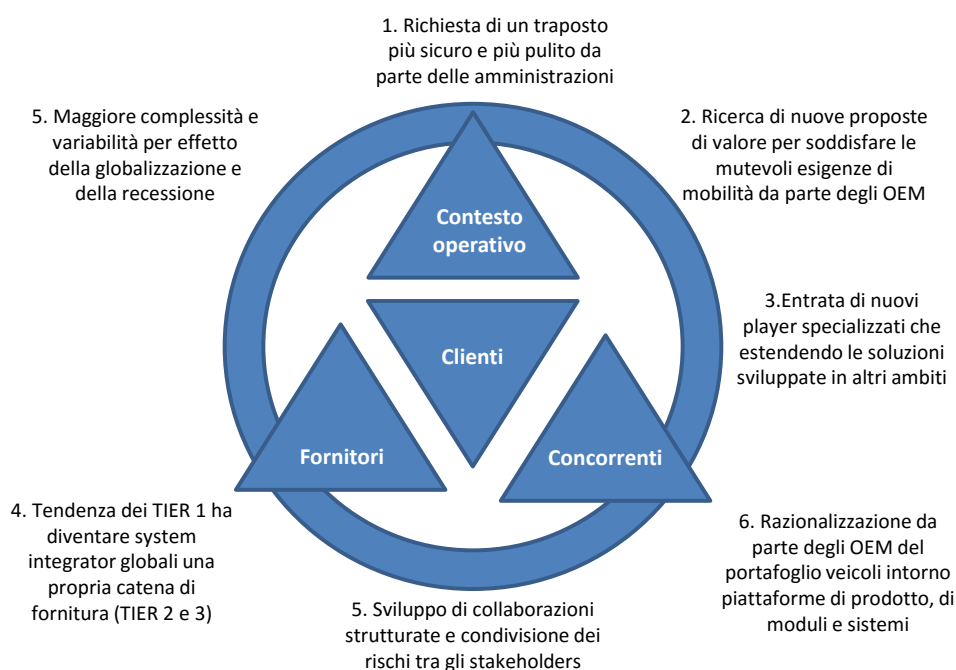 1. Richiesta di un traposto
più sicuro e più pulito da
parte delle amministrazioni
5. Maggiore complessità e
variabilità per effetto
della globalizzazione e
della recessione
2. Ricerca di nuove proposte
di valore per soddisfare le
mutevoli esigenze di
mobilità da parte degli OEM
Contesto
operativo
3.Entrata di nuovi
player specializzati che
estendendo le soluzioni
sviluppate in altri ambiti
Clienti
Fornitori
Concorrenti
4. Tendenza dei TIER 1 ha
diventare system
integrator globali una
propria catena di
fornitura (TIER 2 e 3)
6. Razionalizzazione da
parte degli OEM del
portafoglio veicoli intorno
piattaforme di prodotto, di
moduli e sistemi
5. Sviluppo di collaborazioni
strutturate e condivisione dei
rischi tra gli stakeholders